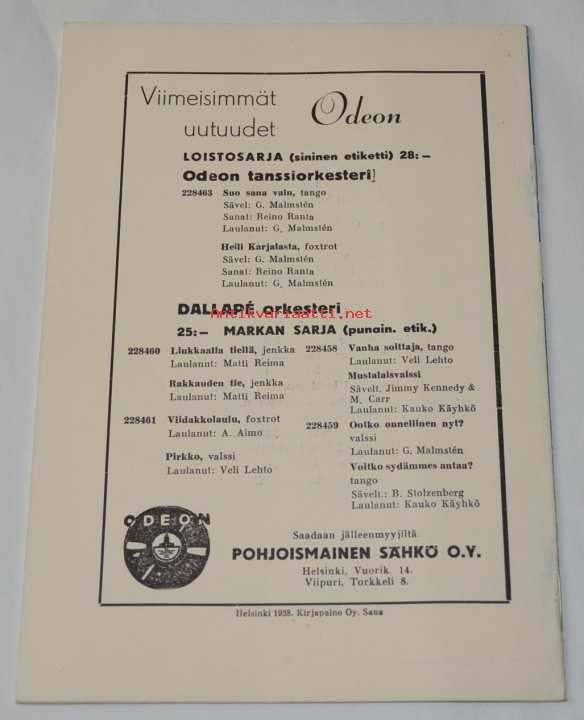 Viimeisimmät
uutuudet
Odeon
LOISTOSARJA (sininen etiketti) 28:—
Odeon tanssiorkesteri
228463 Suo sana vain, tango
Sävel: G. Malmstén
Sanat: Reino Ranta
Laulanut: G. Malmstén
Heili Karjalasta, foxtrot
Sävel: G. Malmstén
Sanat: Reino Ranta
Laulanut: G. Malmstén
DALLAPÉ orkesteri
antikvariaatti.net
25:— MARKAN SARJA (punain. etik.)
228460 Liukkaalla tiellä, jenkka
Laulanut: Matti Reima
Rakkauden tie, jenkka
Laulanut: Matti Reima
228461 Viidakkolaulu, foxtrot
Laulanut: A. Aimo
Pirkko, valssi
Laulanut: Veli Lehto
228458 Vanha soittaja, tango
Laulanut: Veli Lehto
Mustalaisvalssi
Sävelt. Jimmy Kennedy &
M. Carr
Laulanut: Kauko Käyhkö
228459 Ootko onnellinen nyt?
valssi
Laulanut: G. Malmstén
Voitko sydämmes antaa?
tango
Sävelt.: B. Stolzenberg
Laulanut: Kauko Käyhkö
ODEON
Saadaan jälleenmyyjiltä
POHJOISMAINEN SÄHKÖ O.Y.
Helsinki, Vuorik. 14.
Viipuri, Torkkeli 8.
Helsinki 1938. Kirjapaino Oy. Sana